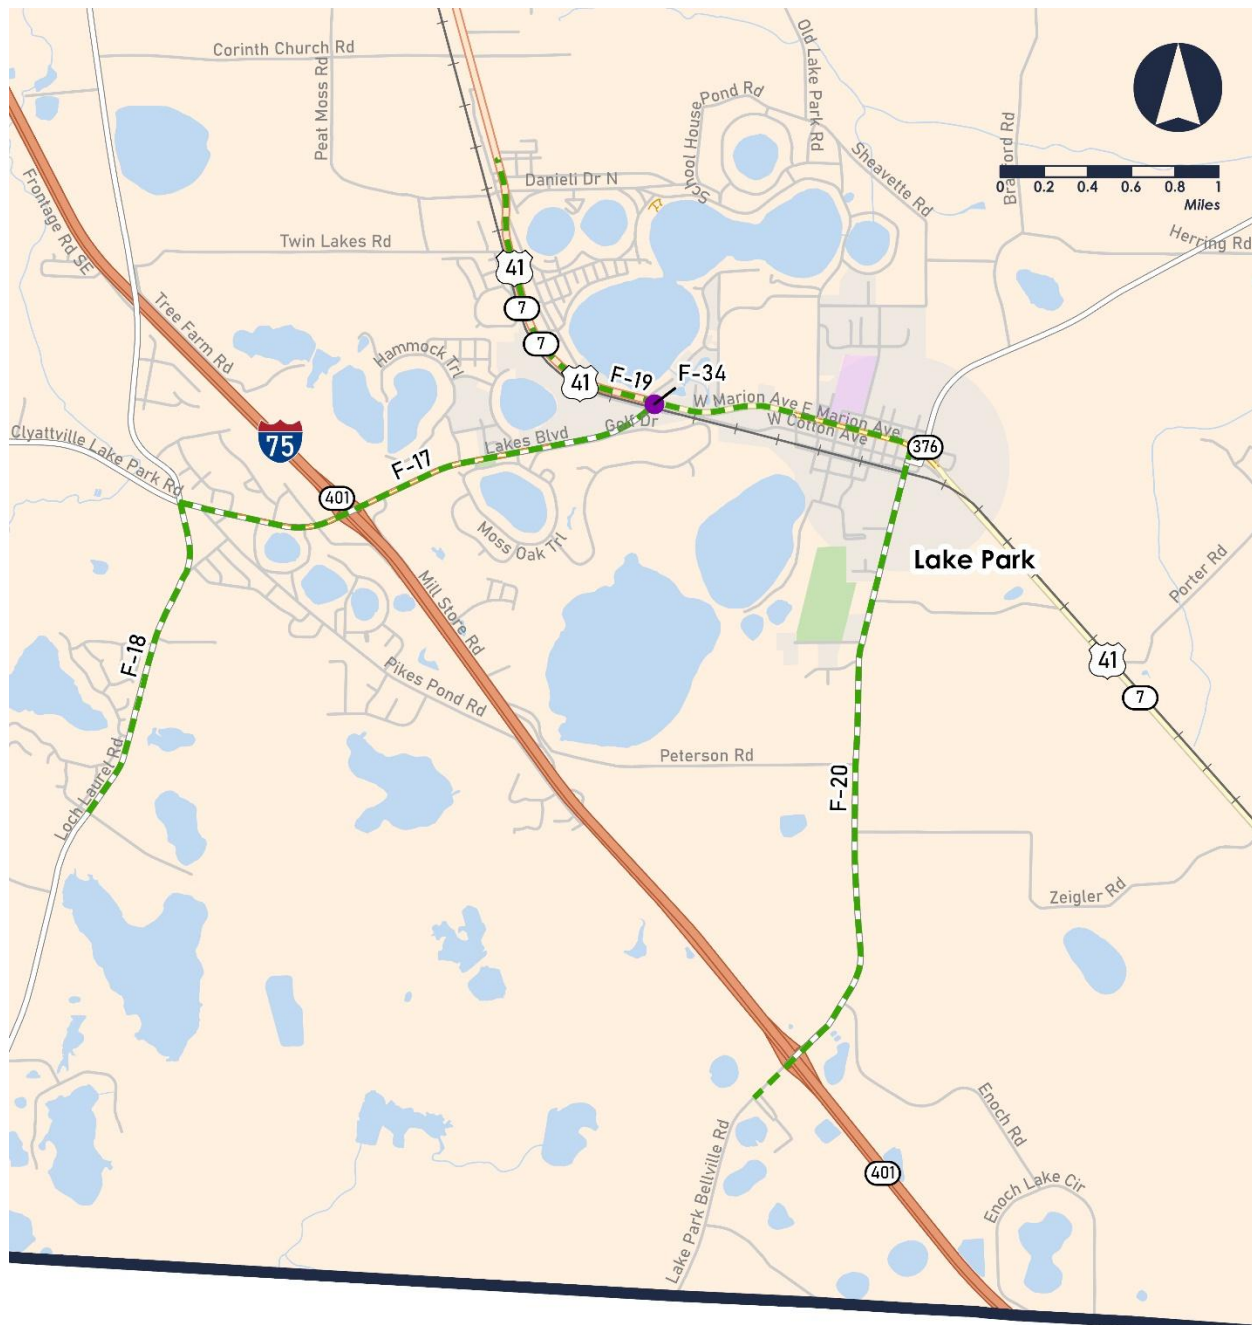 Corinth Church Rd
Peat Moss Rd
Old Lake Park Rd
School House
Pond Rd
Bradford Rd
0 0.2 0.4 0.6 0.8 1
Miles
Sheavette Rd
Frontage Rd SE
Danieli Dr N
Twin Lakes Rd
Herring Rd
41
7
Tree Farm Rd
7
Hammock Trl
41
F-19
F-34
W Marion Ave
E Marion Ave
W Cotton Ave
Golf Dr
Lakes Blvd
376
75
Clyattville Lake Park Rd
F-17
401
Moss Oak Trl
Lake Park
Porter Rd
Mill Store Rd
F-18
Pikes Pond Rd
41
7
Loch Laurel Rd
Peterson Rd
F-20
Zeigler Rd
Enoch Rd
Lake Park Bellville Rd
401
Enoch Lake Cir